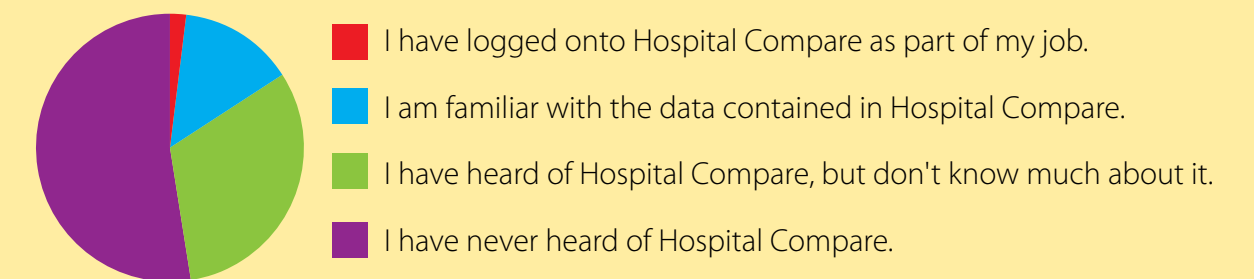 I have logged onto Hospital Compare as part of my job.
I am familiar with the data contained in Hospital Compare.
I have heard of Hospital Compare, but don't know much about it.
I have never heard of Hospital Compare.